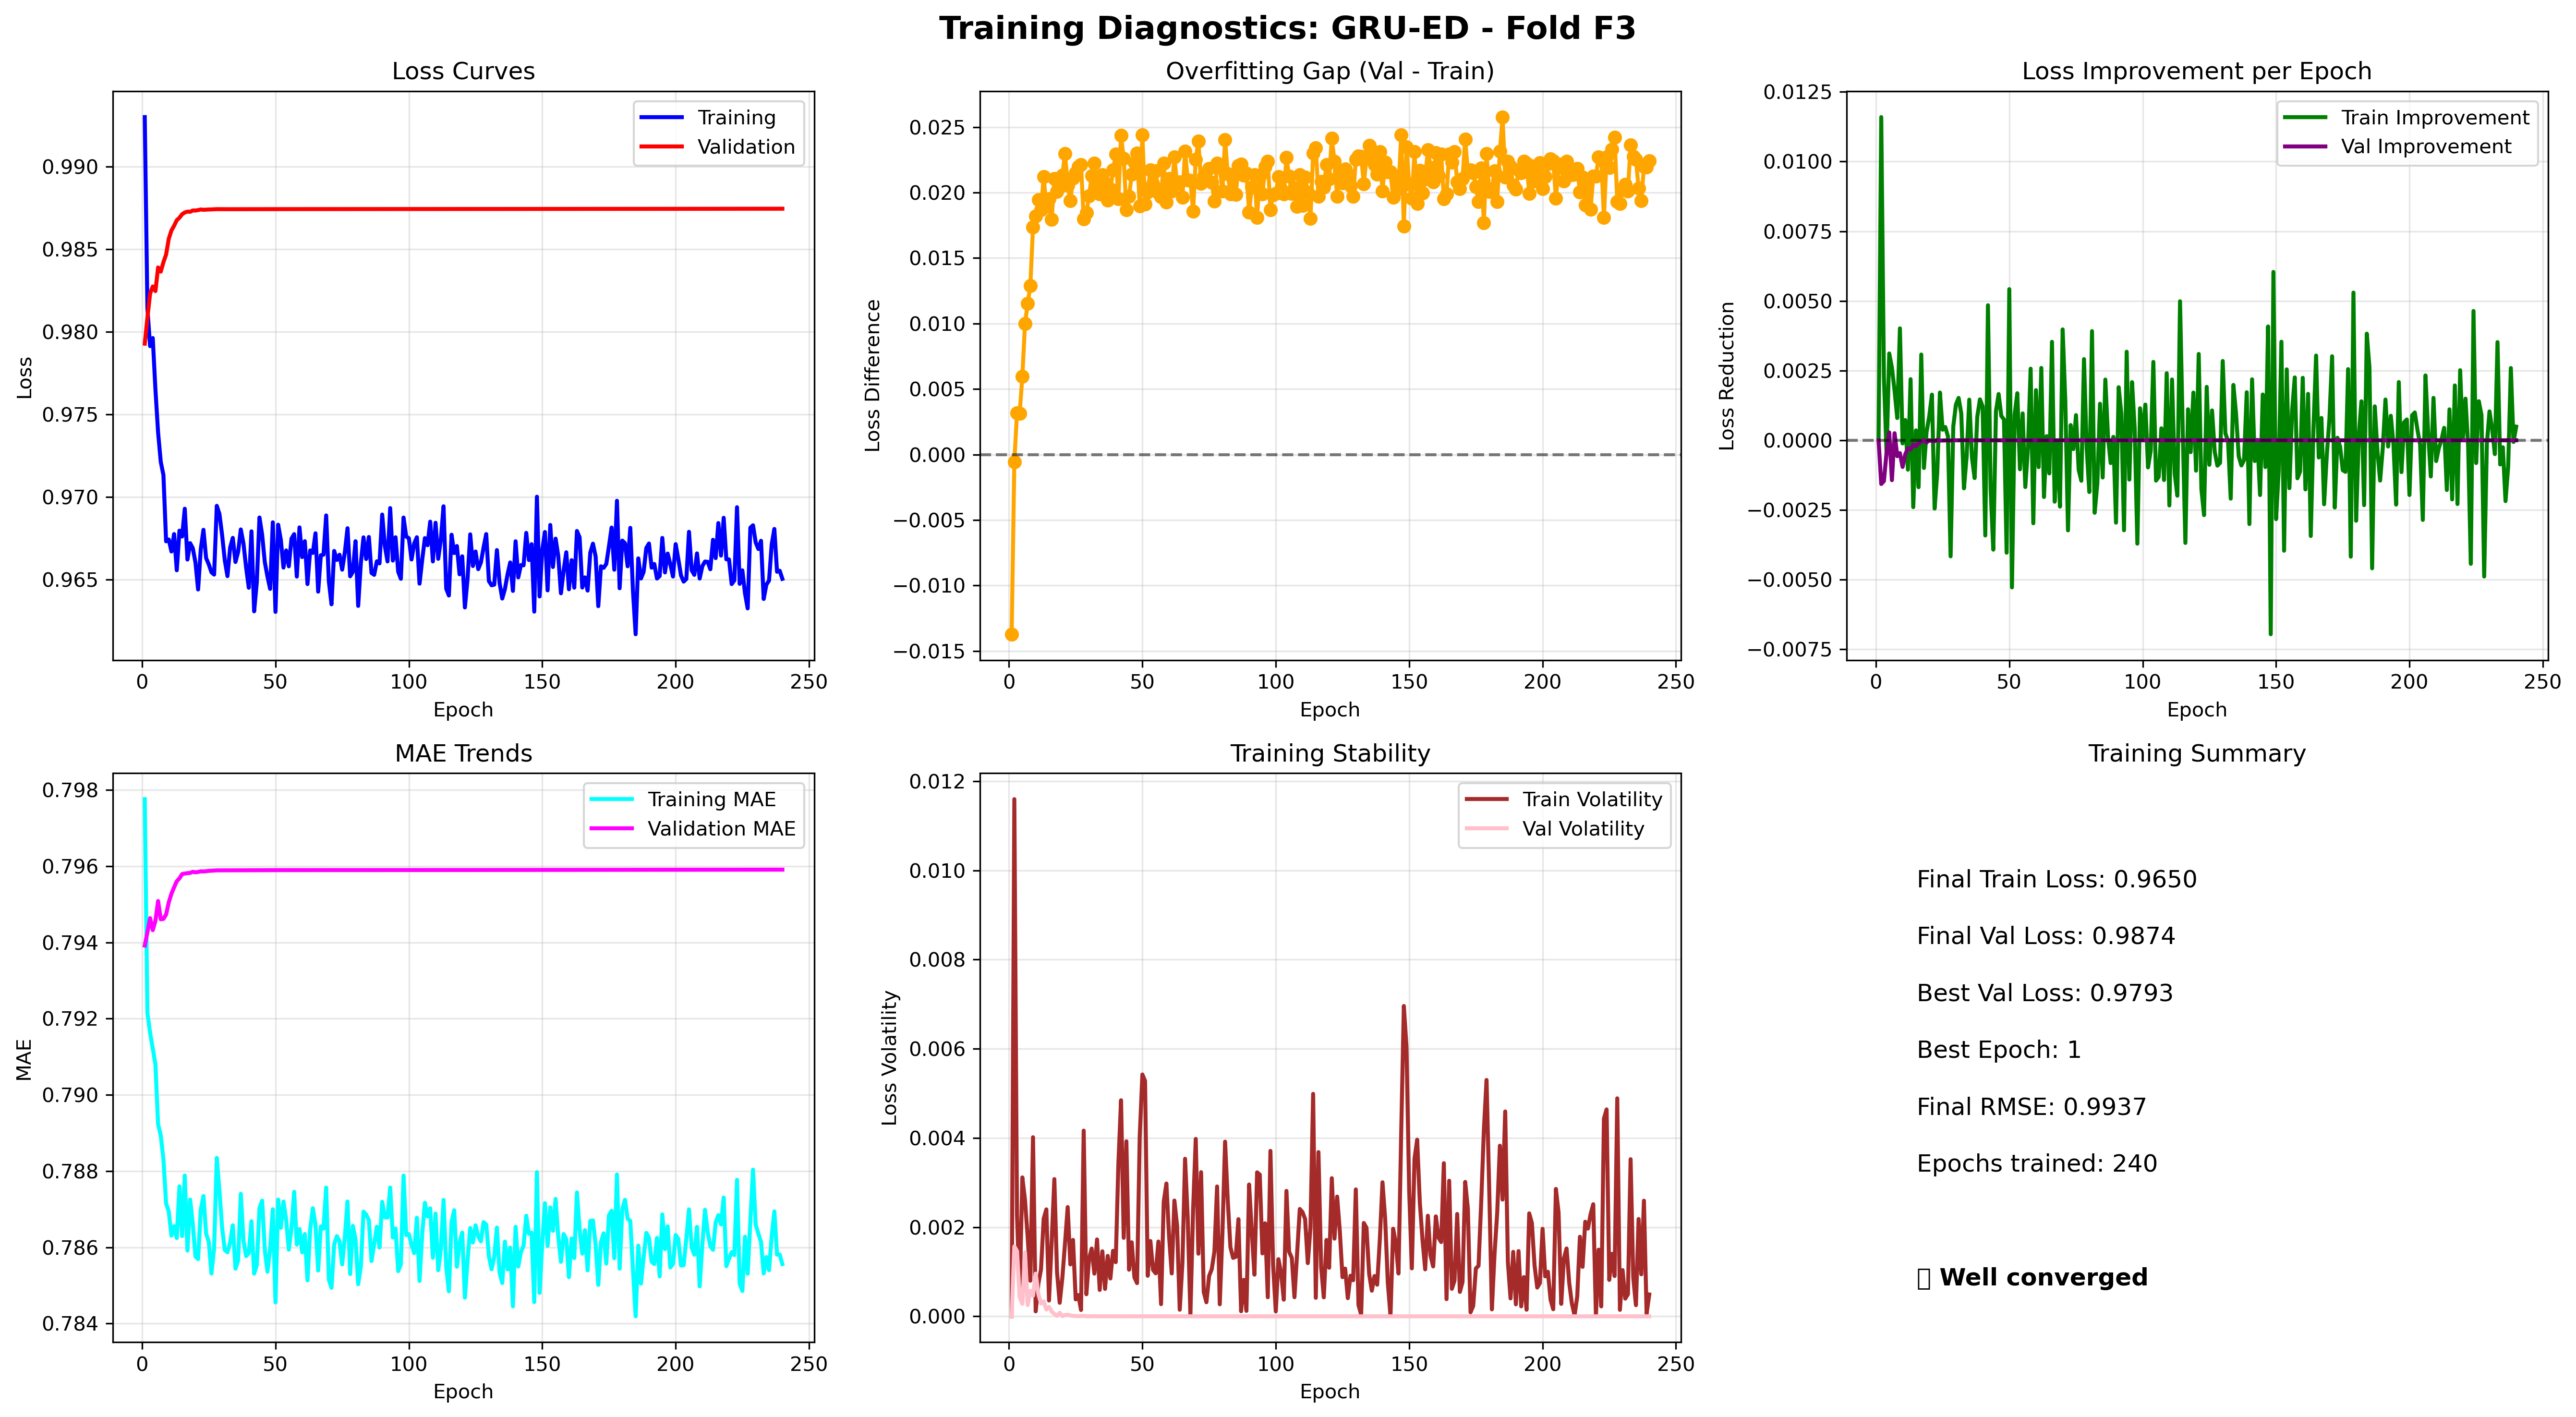 Training Diagnostics: GRU-ED - Fold F3
Loss Curves
Loss
0.990
0.985
0.980
0.975
0.970
0.965
0
50
100
150
200
250
Epoch
Training
Validation
Overfitting Gap (Val - Train)
Loss Difference
0.025
0.020
0.015
0.010
0.005
0.000
−0.005
−0.010
−0.015
0
50
100
150
200
250
Epoch
Loss Improvement per Epoch
Loss Reduction
0.0125
0.0100
0.0075
0.0050
0.0025
0.0000
−0.0025
−0.0050
−0.0075
0
50
100
150
200
250
Epoch
Train Improvement
Val Improvement
MAE Trends
MAE
0.798
0.796
0.794
0.792
0.790
0.788
0.786
0.784
0
50
100
150
200
250
Epoch
Training MAE
Validation MAE
Training Stability
Loss Volatility
0.012
0.010
0.008
0.006
0.004
0.002
0.000
0
50
100
150
200
250
Epoch
Train Volatility
Val Volatility
Training Summary
Final Train Loss: 0.9650
Final Val Loss: 0.9874
Best Val Loss: 0.9793
Best Epoch: 1
Final RMSE: 0.9937
Epochs trained: 240
Well converged